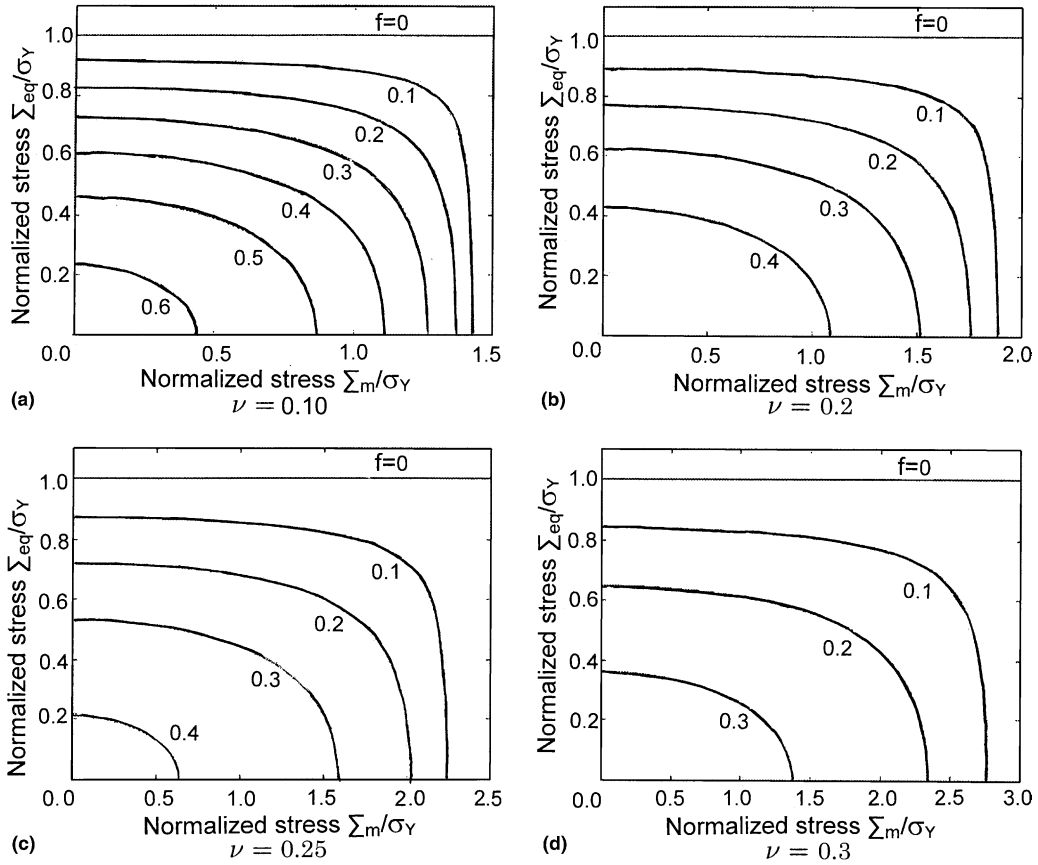 f=0
1.0
0.8
0.6
0.4
0.2
0.1
0.2
0.3
0.4
0.5
0.6
Normalized stress Σeq/σY
0.0
0.5
1.0
1.5
Normalized stress Σm/σY
(a)
ν = 0.10
f=0
1.0
0.8
0.6
0.4
0.2
0.1
0.2
0.3
0.4
Normalized stress Σeq/σY
0.0
0.5
1.0
1.5
2.0
Normalized stress Σm/σY
(b)
ν = 0.2
f=0
1.0
0.8
0.6
0.4
0.2
0.1
0.2
0.3
0.4
Normalized stress Σeq/σY
0.0
0.5
1.0
1.5
2.0
2.5
Normalized stress Σm/σY
(c)
ν = 0.25
f=0
1.0
0.8
0.6
0.4
0.2
0.1
0.2
0.3
Normalized stress Σeq/σY
0.0
0.5
1.0
1.5
2.0
2.5
3.0
Normalized stress Σm/σY
(d)
ν = 0.3